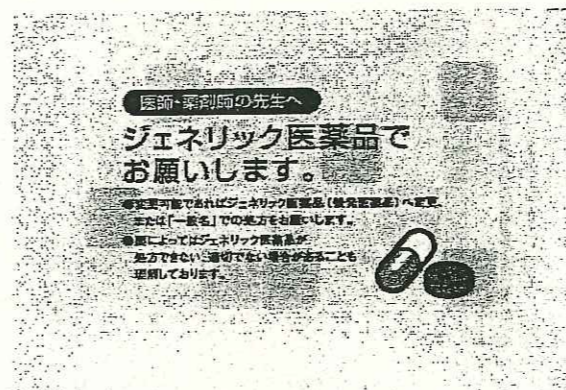 医師・薬剤師の先生へ
ジェネリック医薬品で
お願いします。
●変更可能であればジェネリック医薬品(後発医薬品)へ変更、
または「一般名」での処方をお願いします。
●薬によってはジェネリック医薬品が
処方できない、適切でない場合があることも
理解しております。